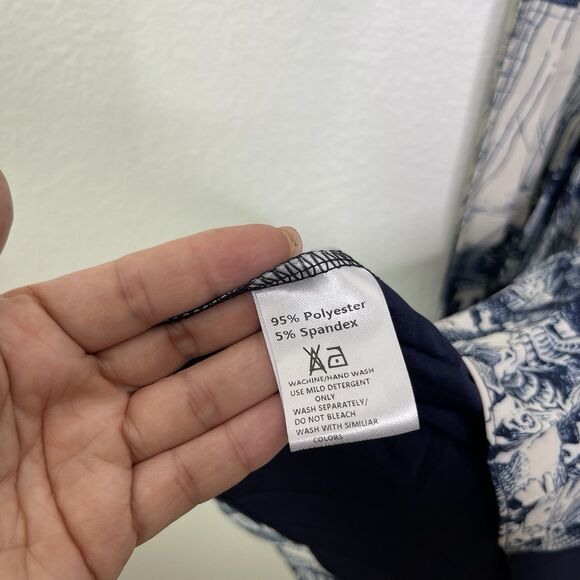 95% Polyester
5% Spandex
WACHINE/HAND WASH
USE MILD DETERGENT
ONLY
WASH SEPARATELY/
DO NOT BLEACH
WASH WITH SIMILIAR
COLORS